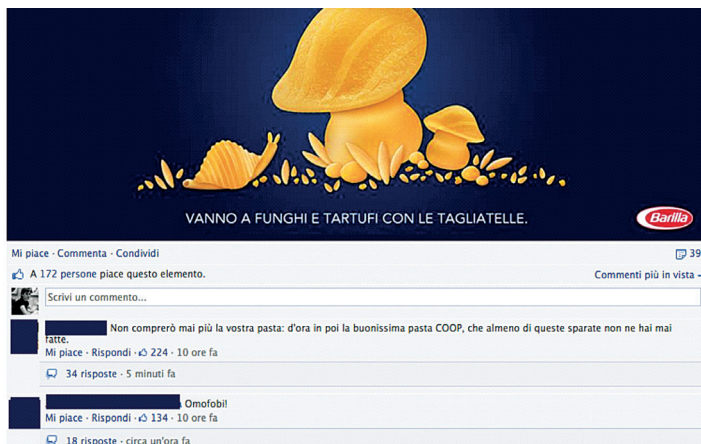 VANNO A FUNGHI E TARTUFI CON LE TAGLIATELLE.
Barilla
Mi piace · Commenta · Condividi
39
A 172 persone piace questo elemento.
Commenti più in vista
Scrivi un commento...
Non comprerò mai più la vostra pasta: d'ora in poi la buonissima pasta COOP, che almeno di queste sparate non ne hai mai
fatte.
Mi piace · Rispondi · 224 · 10 ore fa
34 risposte · 5 minuti fa
Omofobi!
Mi piace · Rispondi · 134 · 10 ore fa
18 risposte · circa un'ora fa